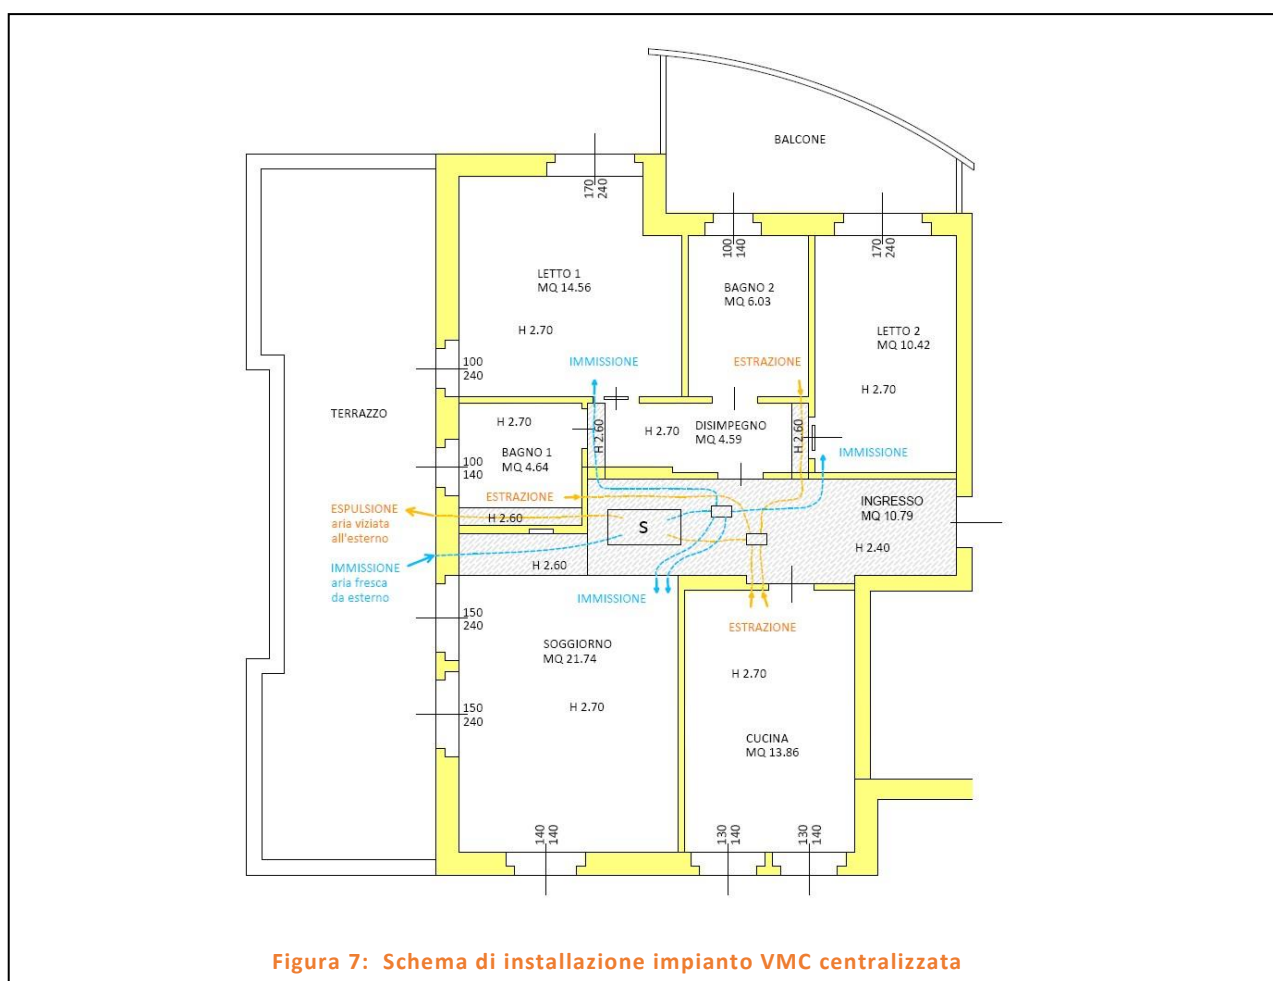 BALCONE
170
240
100
140
170
240
LETTO 1
MQ 14.56
H 2.70
BAGNO 2
MQ 6.03
LETTO 2
MQ 10.42
H 2.70
IMMISSIONE
ESTRAZIONE
100
240
TERRAZZO
H 2.70
BAGNO 1
MQ 4.64
H 2.60
H 2.70
DISIMPEGNO
MQ 4.59
H 2.60
IMMISSIONE
100
140
ESTRAZIONE
H 2.60
ESPULSIONE
aria viziata
all'esterno
S
INGRESSO
MQ 10.79
H 2.40
IMMISSIONE
aria fresca
da esterno
H 2.60
IMMISSIONE
ESTRAZIONE
150
240
SOGGIORNO
MQ 21.74
H 2.70
H 2.70
150
240
CUCINA
MQ 13.86
140
140
130
140
130
140
Figura 7: Schema di installazione impianto VMC centralizzata